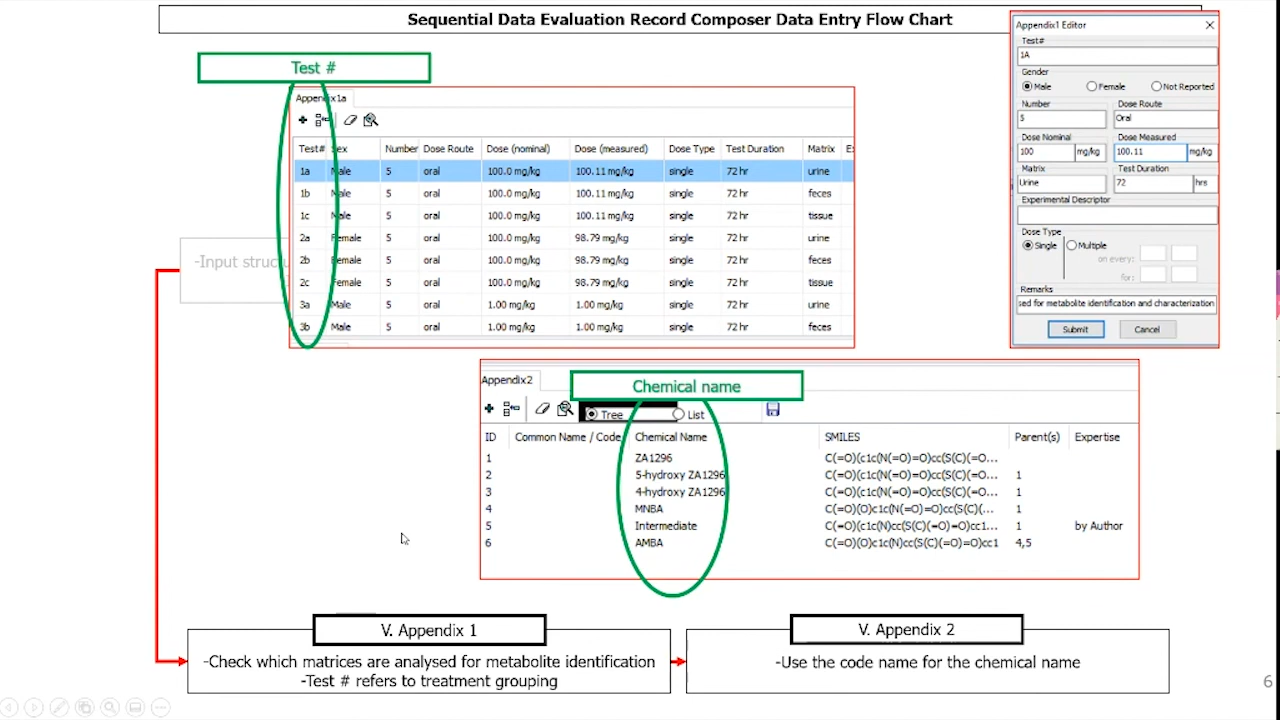 Sequential Data Evaluation Record Composer Data Entry Flow Chart
Test #
Appendix1a
Test# Sex Number Dose Route Dose (nominal) Dose (measured) Dose Type Test Duration Matrix
1a Male 5 oral 100.0 mg/kg 100.11 mg/kg single 72 hr urine
1b Male 5 oral 100.0 mg/kg 100.11 mg/kg single 72 hr feces
1c Male 5 oral 100.0 mg/kg 100.11 mg/kg single 72 hr tissue
2a Female 5 oral 100.0 mg/kg 98.79 mg/kg single 72 hr urine
2b Female 5 oral 100.0 mg/kg 98.79 mg/kg single 72 hr feces
2c Female 5 oral 100.0 mg/kg 98.79 mg/kg single 72 hr tissue
3a Male 5 oral 1.00 mg/kg 1.00 mg/kg single 72 hr urine
3b Male 5 oral 1.00 mg/kg 1.00 mg/kg single 72 hr feces
-Input structu
Appendix1 Editor
Test#
1A
Gender
Male Female Not Reported
Number Dose Route
5 Oral
Dose Nominal Dose Measured
100 mg/kg 100.11 mg/kg
Matrix Test Duration
Urine 72 hrs
Experimental Descriptor
Dose Type
Single Multiple
on every:
for:
Remarks
sed for metabolite identification and characterization
Submit Cancel
Appendix2
Chemical name
Tree List
ID Common Name / Code Chemical Name SMILES Parent(s) Expertise
1 ZA1296 C(=O)(c1c(N(=O)=O)cc(S(C)(=O...
2 5-hydroxy ZA1296 C(=O)(c1c(N(=O)=O)cc(S(C)(=O... 1
3 4-hydroxy ZA1296 C(=O)(c1c(N(=O)=O)cc(S(C)(=O... 1
4 MNBA C(=O)(O)c1c(N(=O)=O)cc(S(C)(... 1
5 Intermediate C(=O)(c1c(N)cc(S(C)(=O)=O)cc1... 1 by Author
6 AMBA C(=O)(O)c1c(N)cc(S(C)(=O)=O)cc1 4,5
V. Appendix 1
-Check which matrices are analysed for metabolite identification
-Test # refers to treatment grouping
V. Appendix 2
-Use the code name for the chemical name
6